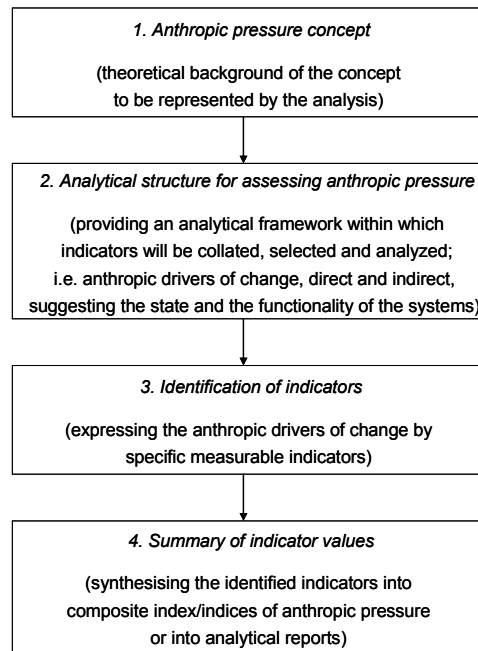 1. Anthropic pressure concept
(theoretical background of the concept
to be represented by the analysis)
2. Analytical structure for assessing anthropic pressure
(providing an analytical framework within which
indicators will be collated, selected and analyzed;
i.e. anthropic drivers of change, direct and indirect,
suggesting the state and the functionality of the systems)
3. Identification of indicators
(expressing the anthropic drivers of change by
specific measurable indicators)
4. Summary of indicator values
(synthesising the identified indicators into
composite index/indices of anthropic pressure
or into analytical reports)